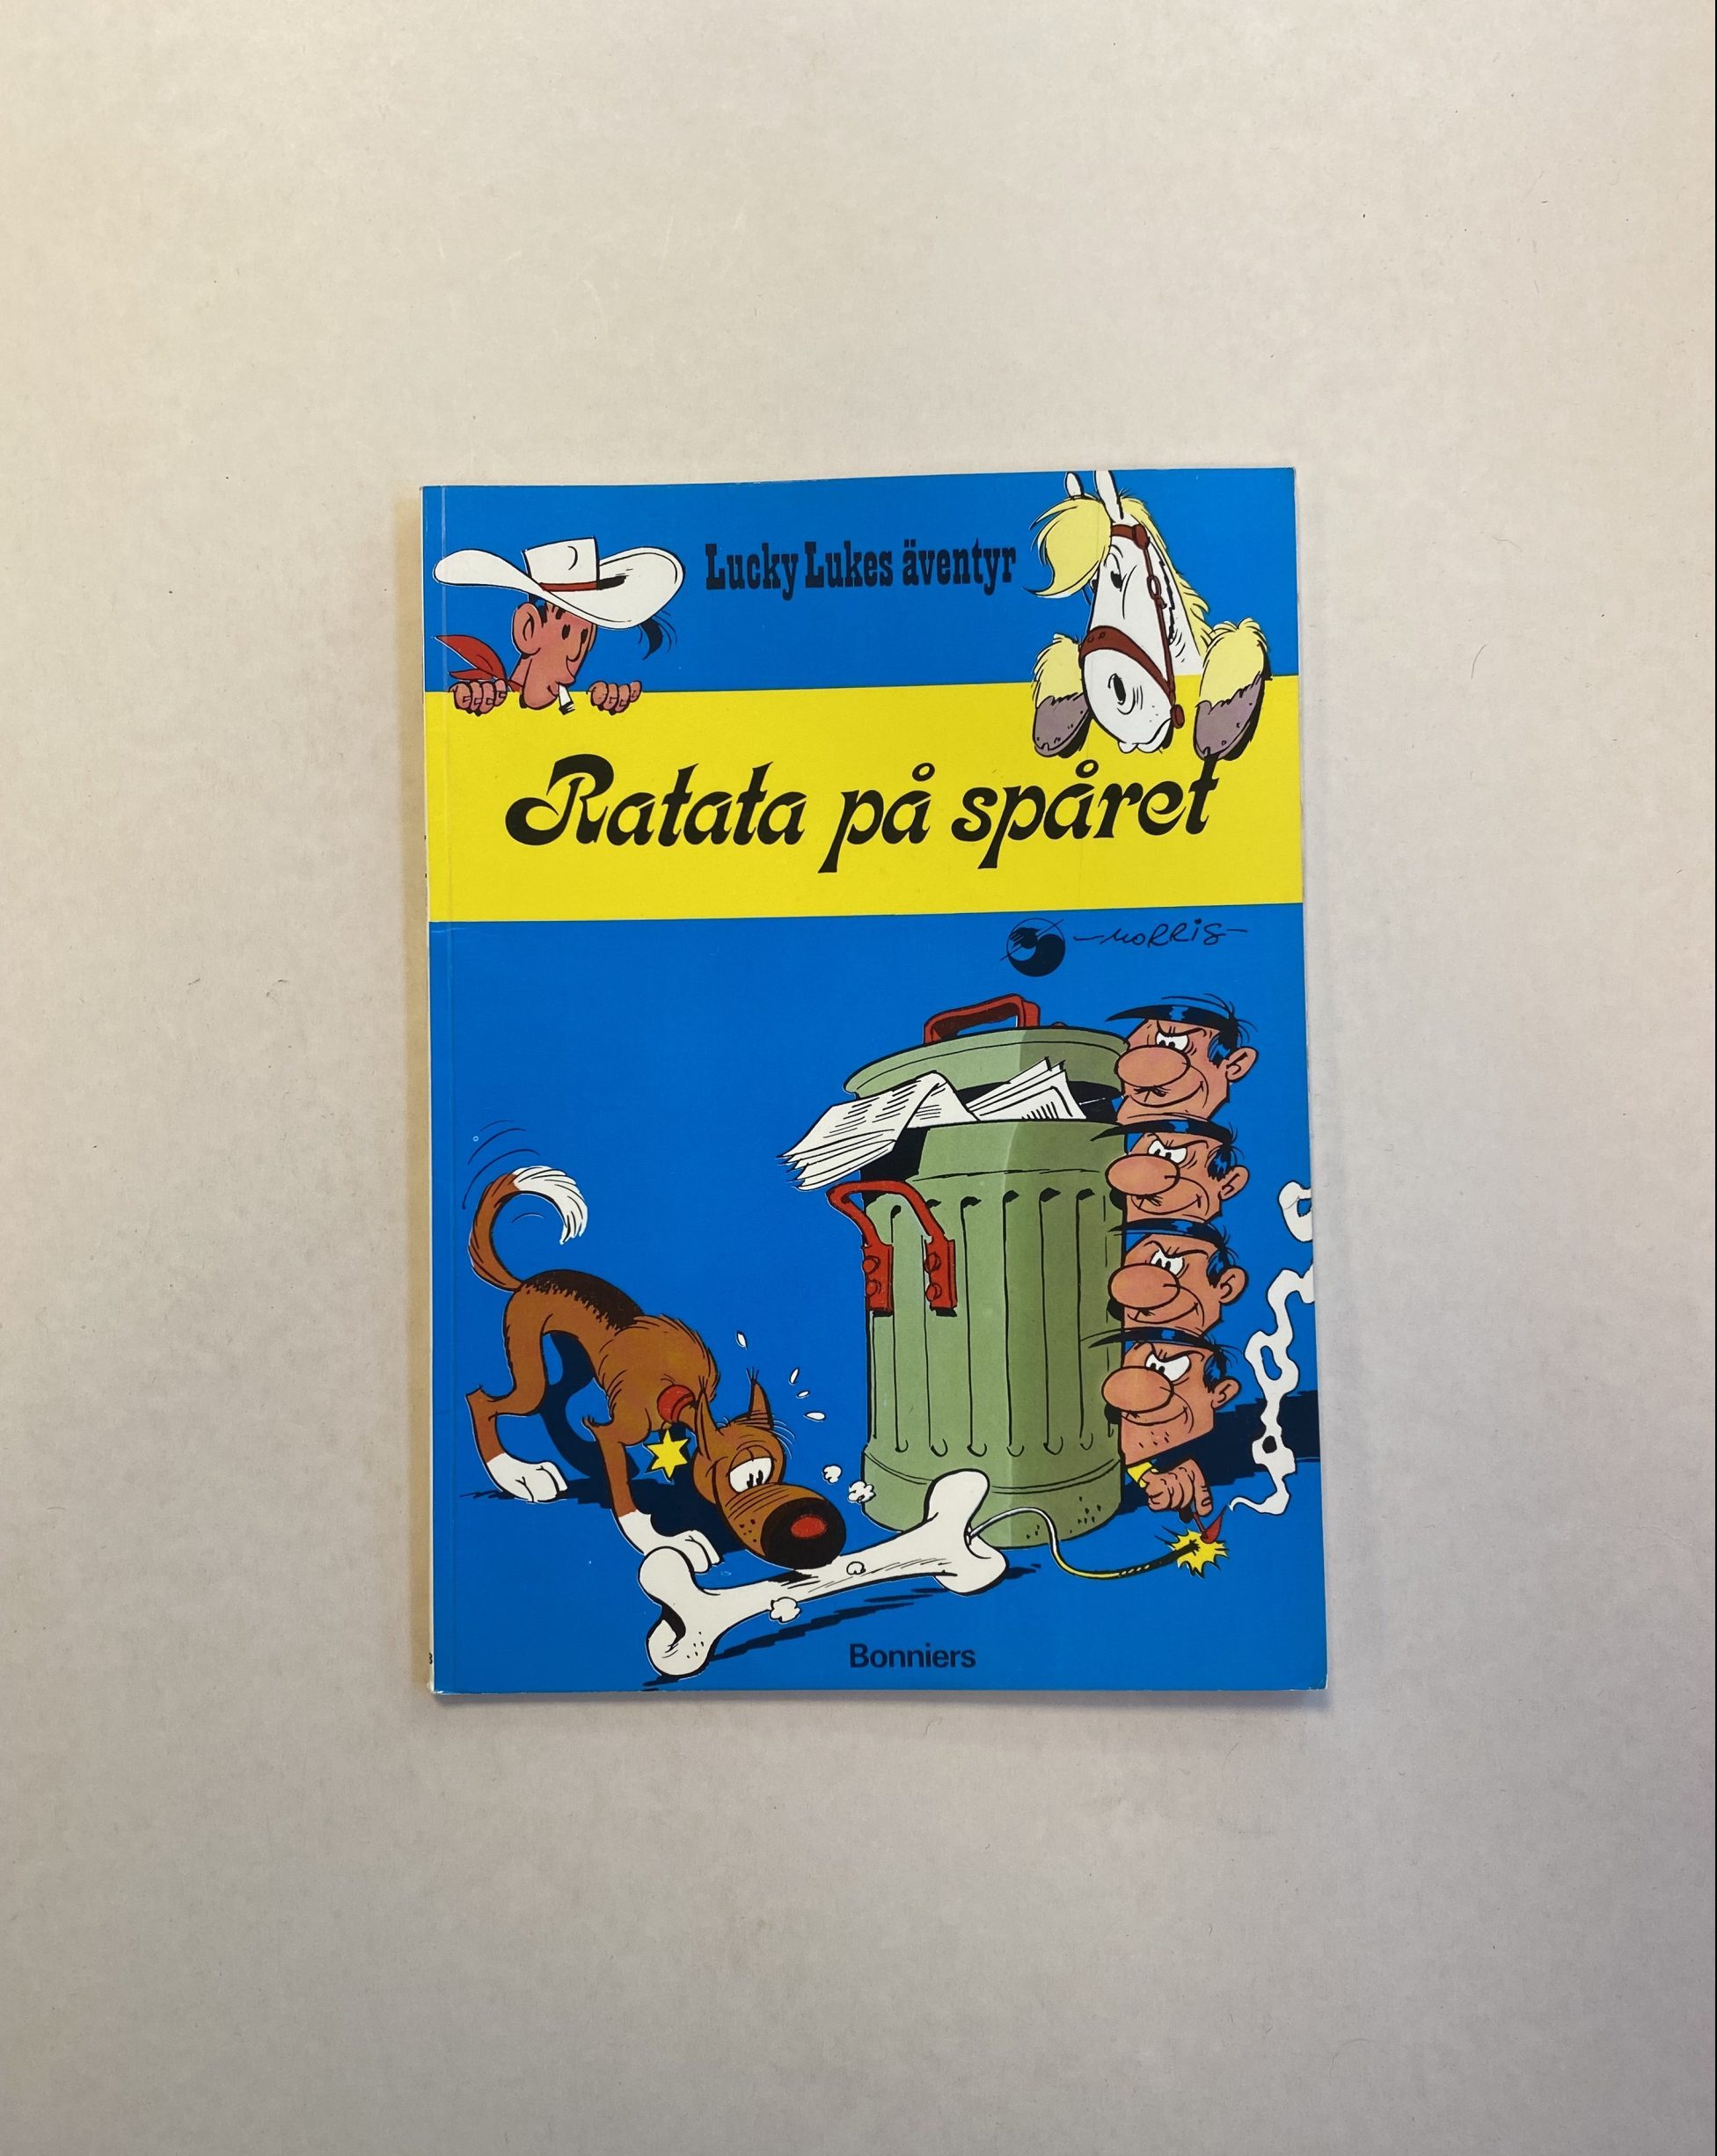 Lucky Lukes äventyr
Ratata på spåret
-MORRIS-
Bonniers